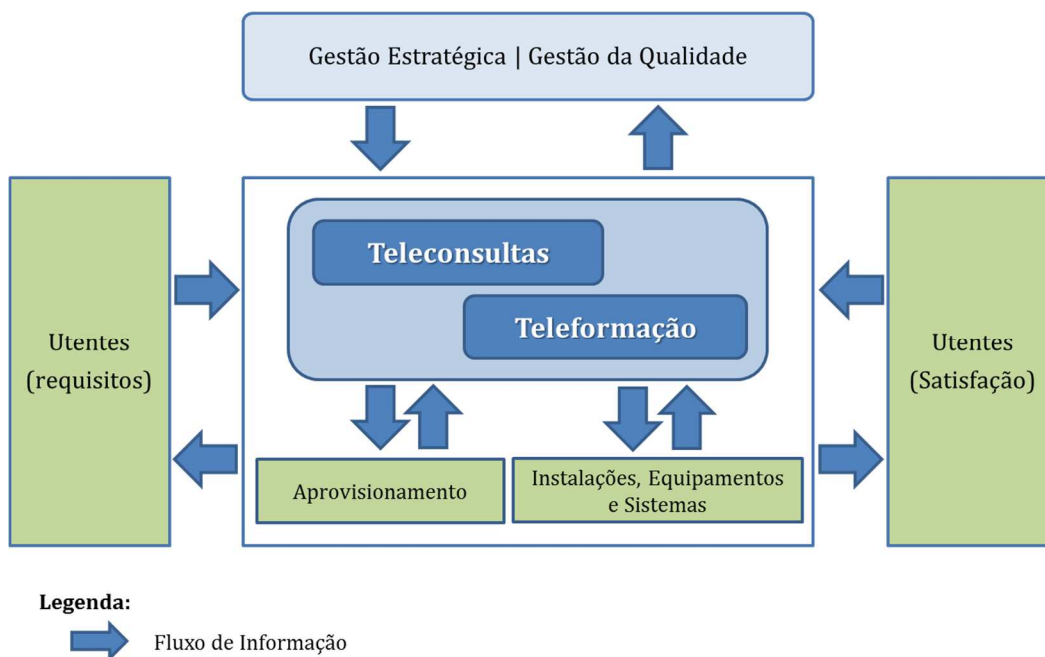 Gestão Estratégica | Gestão da Qualidade
Teleconsultas
Teleformação
Utentes
(requisitos)
Utentes
(Satisfação)
Aprovisionamento
Instalações, Equipamentos
e Sistemas
Legenda:
Fluxo de Informação